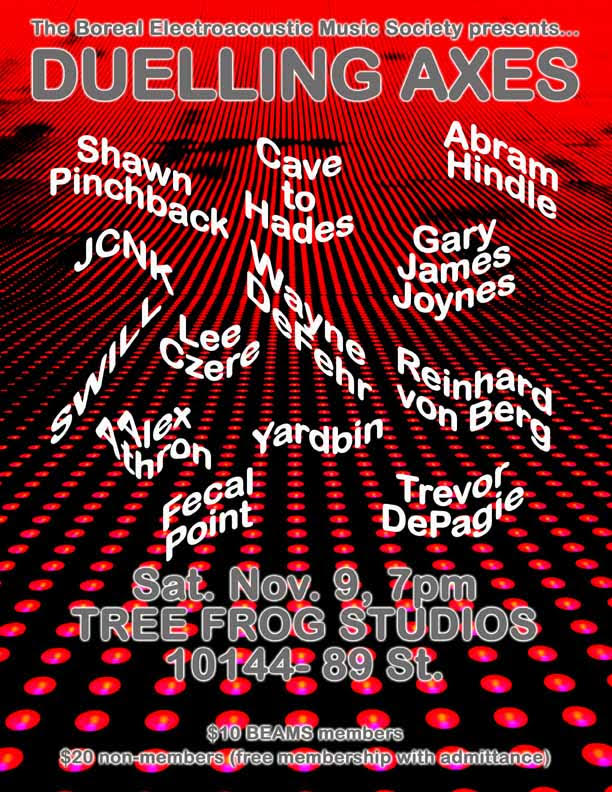 The Boreal Electroacoustic Music Society presents...
DUELLING AXES
Shawn
Pinchback
Cave
to
Hades
Abram
Hindle
JCNK
Gary
James
Joynes
Wayne
DeFehr
SWILL
Lee
Czere
Reinhard
von Berg
Alex
thron
Yardbin
Fecal
Point
Trevor
DePagie
Sat. Nov. 9, 7pm
TREE FROG STUDIOS
10144- 89 St.
$10 BEAMS members
$20 non-members (free membership with admittance)